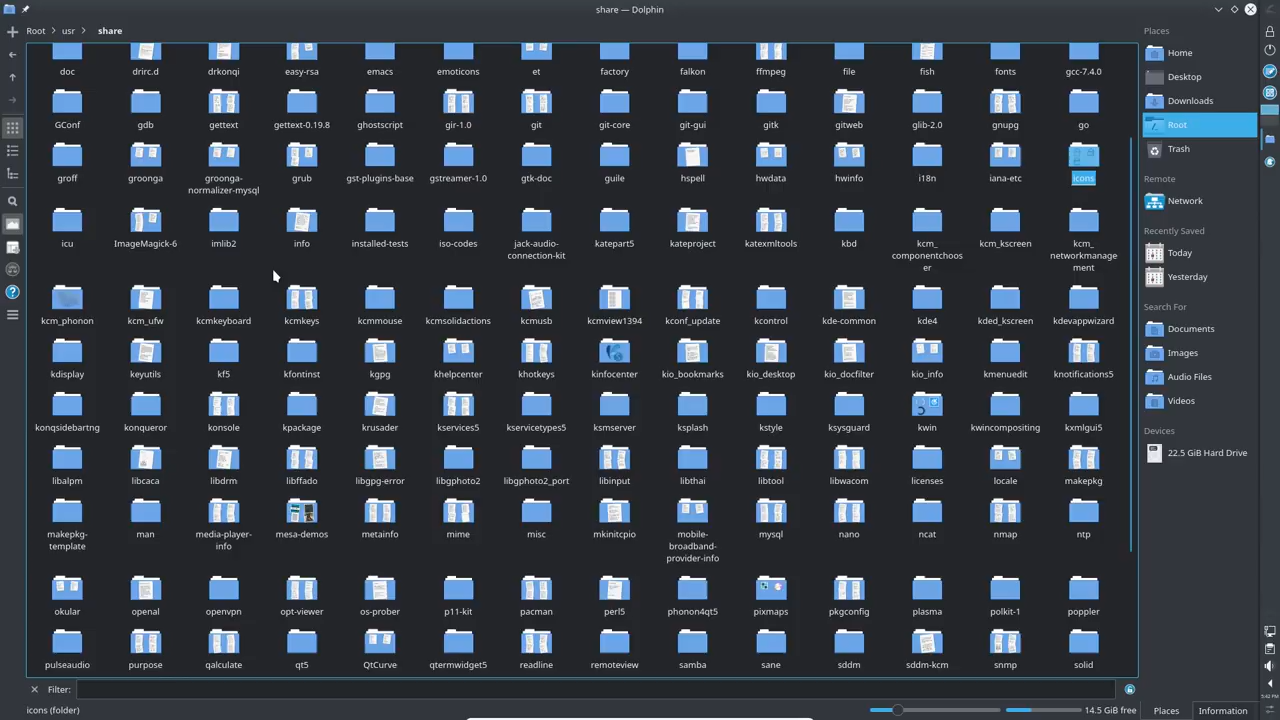 share — Dolphin
Root > usr > share
doc drirc.d drkonqi easy-rsa emacs emoticons et factory falkon ffmpeg file fish fonts gcc-7.4.0
GConf gdb gettext gettext-0.19.8 ghostscript gir-1.0 git git-core git-gui gitk gitweb glib-2.0 gnupg go
groff groonga groonga- grub gst-plugins-base gstreamer-1.0 gtk-doc guile hspell hwdata hwinfo i18n iana-etc icons
normalizer-mysql
icu ImageMagick-6 imlib2 info installed-tests iso-codes jack-audio- katepart5 kateproject katexmltools kbd kcm_ kcm_kscreen kcm_
connection-kit componentchoos networkmanage
er ment
kcm_phonon kcm_ufw kcmkeyboard kcmkeys kcmmouse kcmsolidactions kcmusb kcmview1394 kconf_update kcontrol kde-common kde4 kded_kscreen kdevappwizard
kdisplay keyutils kf5 kfontinst kgpg khelpcenter khotkeys kinfocenter kio_bookmarks kio_desktop kio_docfilter kio_info kmenuedit knotifications5
konqsidebartng konqueror konsole kpackage krusader kservices5 kservicetypes5 ksmserver ksplash kstyle ksysguard kwin kwincompositing kxmlgui5
libalpm libcaca libdrm libffado libgpg-error libgphoto2 libgphoto2_port libinput libthai libtool libwacom licenses locale makepkg
makepkg- man media-player- mesa-demos metainfo mime misc mkinitcpio mobile- mysql nano ncat nmap ntp
template info broadband-
provider-info
okular openal openvpn opt-viewer os-prober p11-kit pacman perl5 phonon4qt5 pixmaps pkgconfig plasma polkit-1 poppler
pulseaudio purpose qalculate qt5 QtCurve qtermwidget5 readline remoteview samba sane sddm sddm-kcm snmp solid
Filter:
icons (folder)
14.5 GiB free
Places
Home
Desktop
Downloads
Root
Trash
Remote
Network
Recently Saved
Today
Yesterday
Search For
Documents
Images
Audio Files
Videos
Devices
22.5 GiB Hard Drive
Places Information
5:42 PM